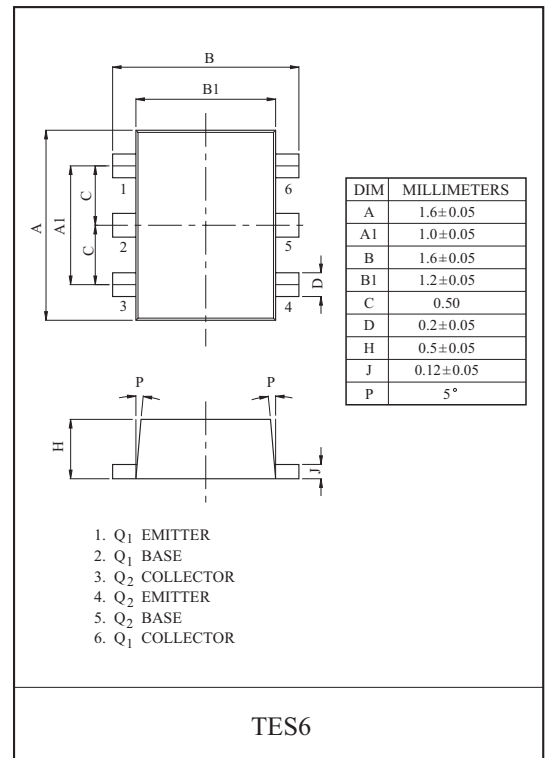 B
B1
A
A1
C
C
D
1
2
3
6
5
4
DIM MILLIMETERS
A 1.6±0.05
A1 1.0±0.05
B 1.6±0.05
B1 1.2±0.05
C 0.50
D 0.2±0.05
H 0.5±0.05
J 0.12±0.05
P 5°
P
P
H
J
1. Q1 EMITTER
2. Q1 BASE
3. Q2 COLLECTOR
4. Q2 EMITTER
5. Q2 BASE
6. Q1 COLLECTOR
TES6